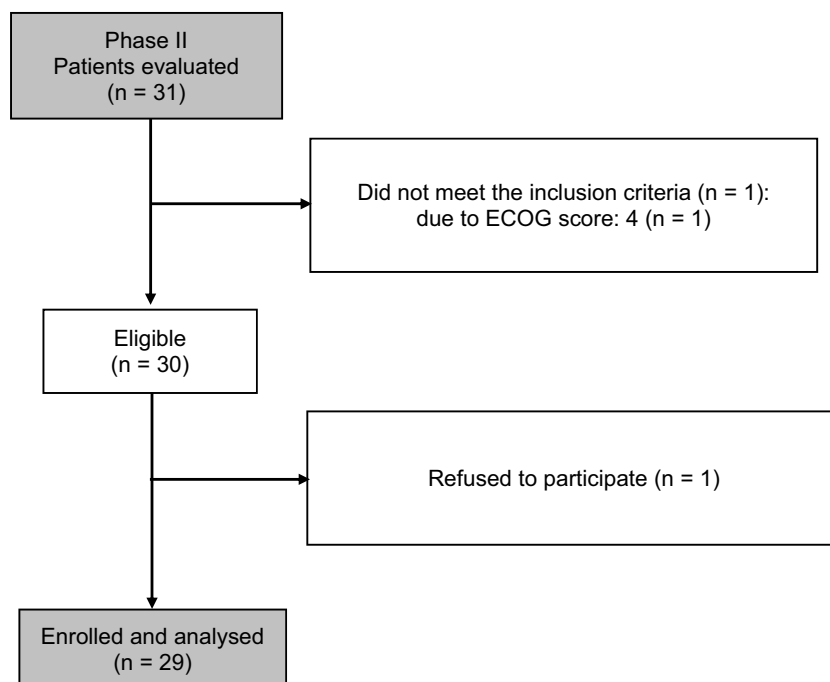 Phase II
Patients evaluated
(n = 31)
Did not meet the inclusion criteria (n = 1):
due to ECOG score: 4 (n = 1)
Eligible
(n = 30)
Refused to participate (n = 1)
Enrolled and analysed
(n = 29)